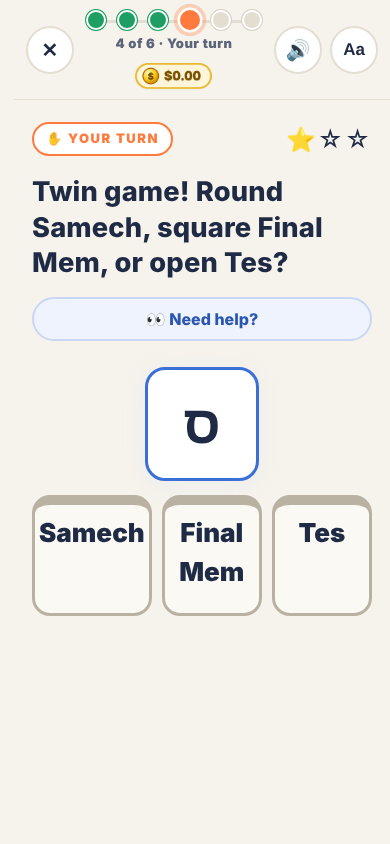 4 of 6 · Your turn
$0.00
Aa
YOUR TURN
Twin game! Round
Samech, square Final
Mem, or open Tes?
Need help?
ס
Samech
Final
Mem
Tes